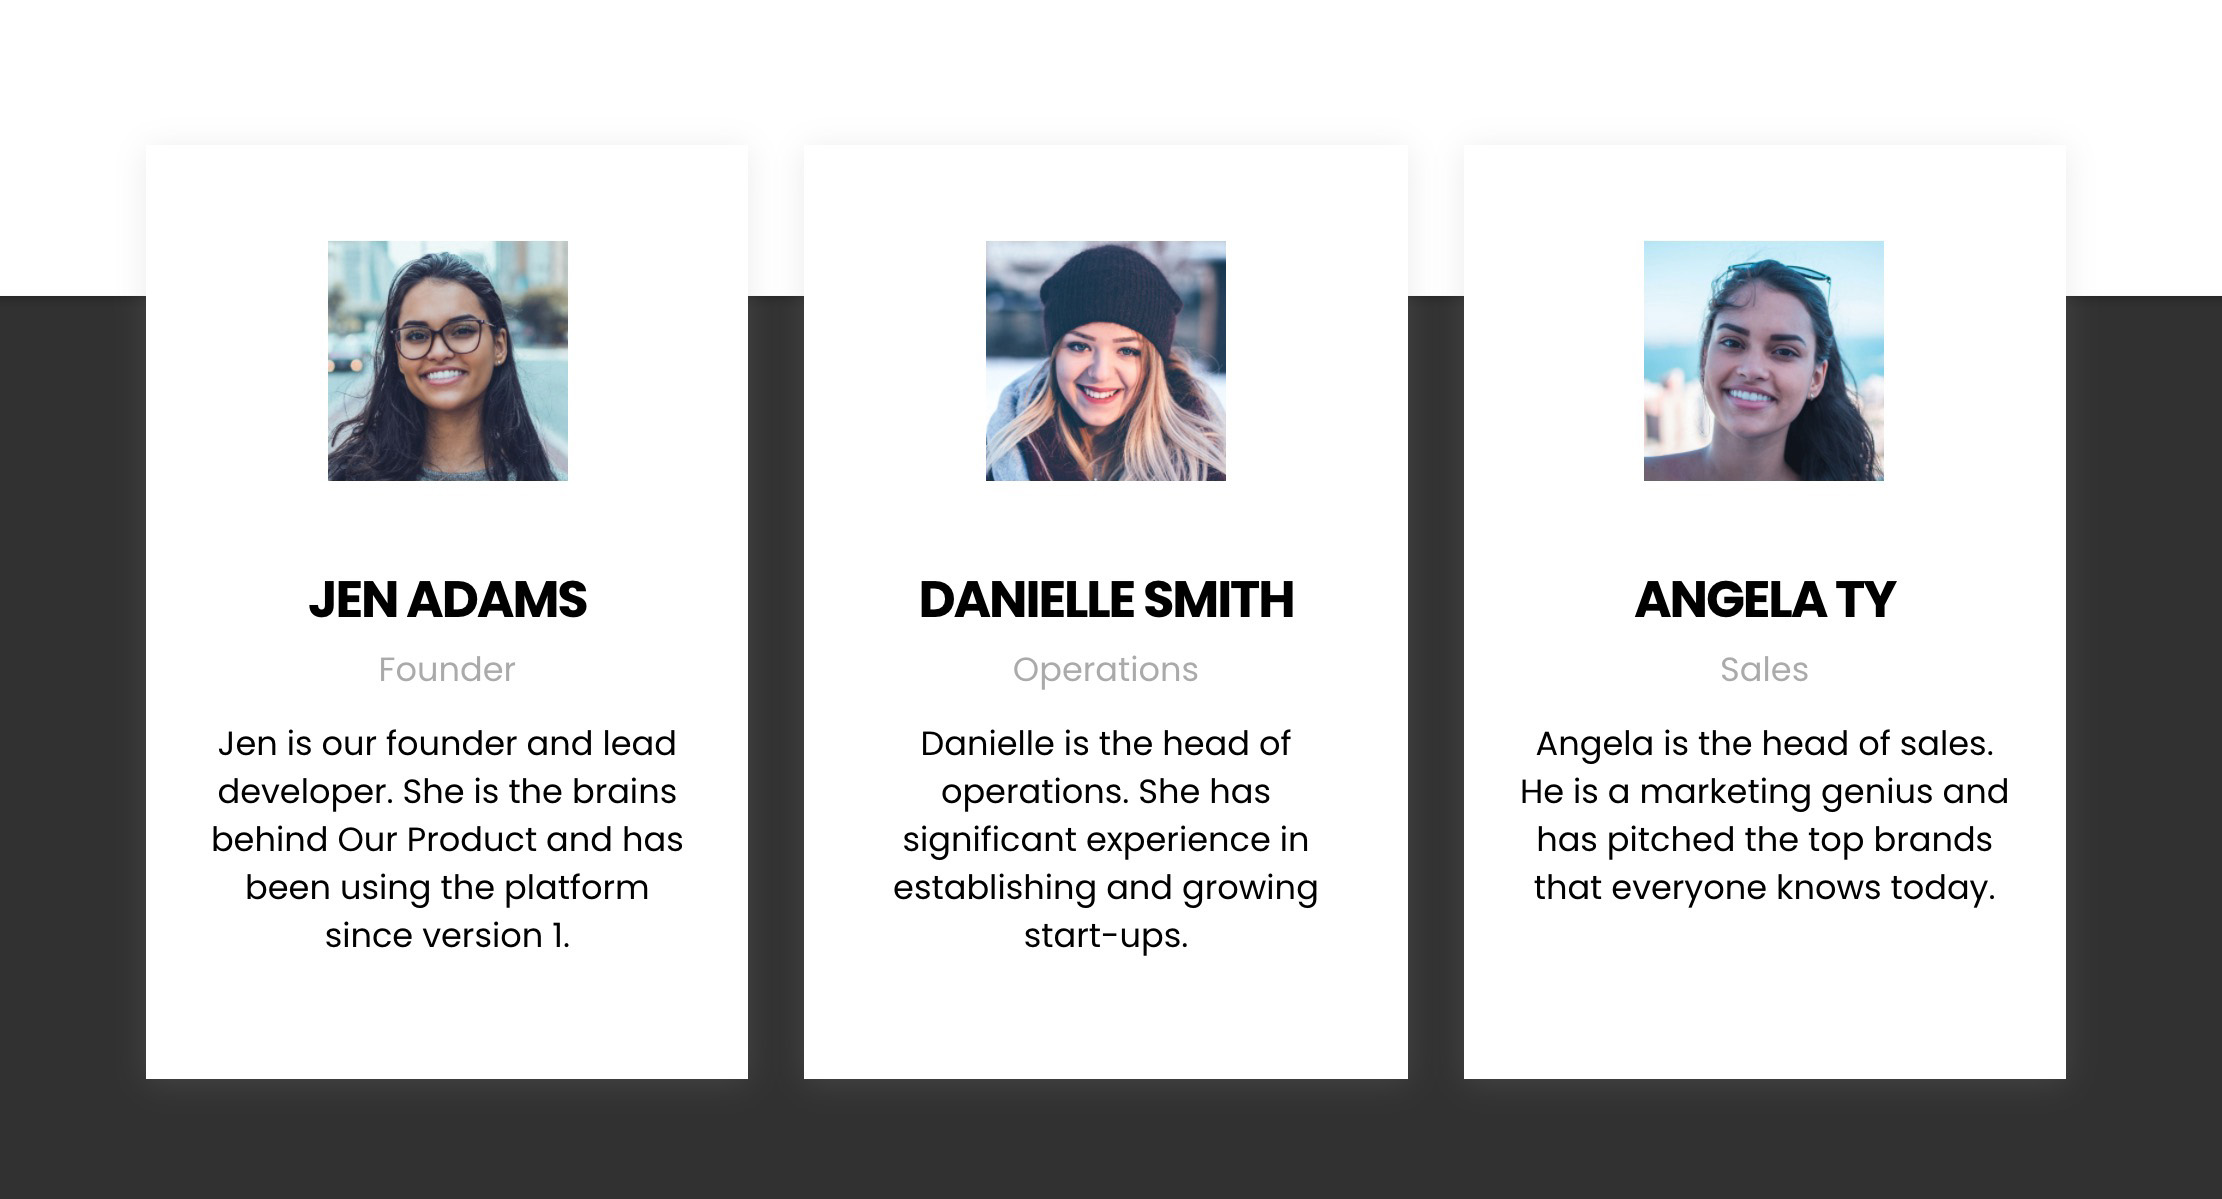 JEN ADAMS
Founder
Jen is our founder and lead
developer. She is the brains
behind Our Product and has
been using the platform
since version 1.
DANIELLE SMITH
Operations
Danielle is the head of
operations. She has
significant experience in
establishing and growing
start-ups.
ANGELA TY
Sales
Angela is the head of sales.
He is a marketing genius and
has pitched the top brands
that everyone knows today.